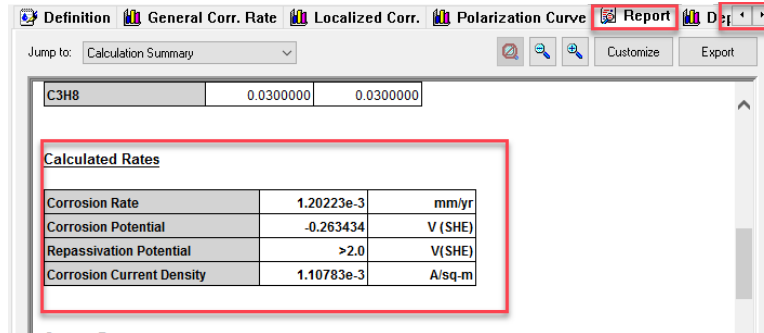 Definition General Corr. Rate Localized Corr. Polarization Curve Report
Jump to: Calculation Summary Customize Export
C3H8 0.0300000 0.0300000
Calculated Rates
Corrosion Rate 1.20223e-3 mm/yr
Corrosion Potential -0.263434 V (SHE)
Repassivation Potential >2.0 V(SHE)
Corrosion Current Density 1.10783e-3 A/sq-m